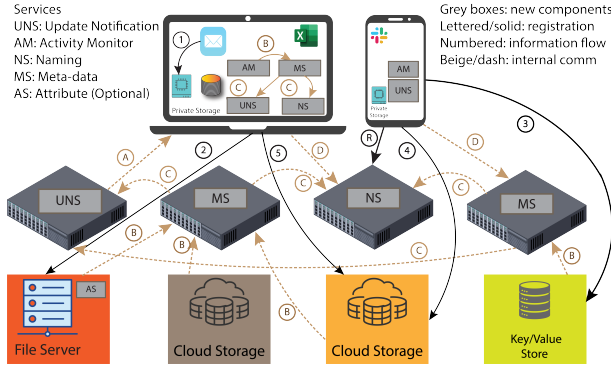 Services
UNS: Update Notification
AM: Activity Monitor
NS: Naming
MS: Meta-data
AS: Attribute (Optional)
Grey boxes: new components
Lettered/solid: registration
Numbered: information flow
Beige/dash: internal comm
1
B
AM
MS
C
C
UNS
NS
Private Storage
AM
UNS
Private
Storage
3
A
2
5
D
R
4
D
C
C
C
UNS
MS
NS
MS
B
B
B
C
B
AS
File Server
Cloud Storage
Cloud Storage
Key/Value
Store